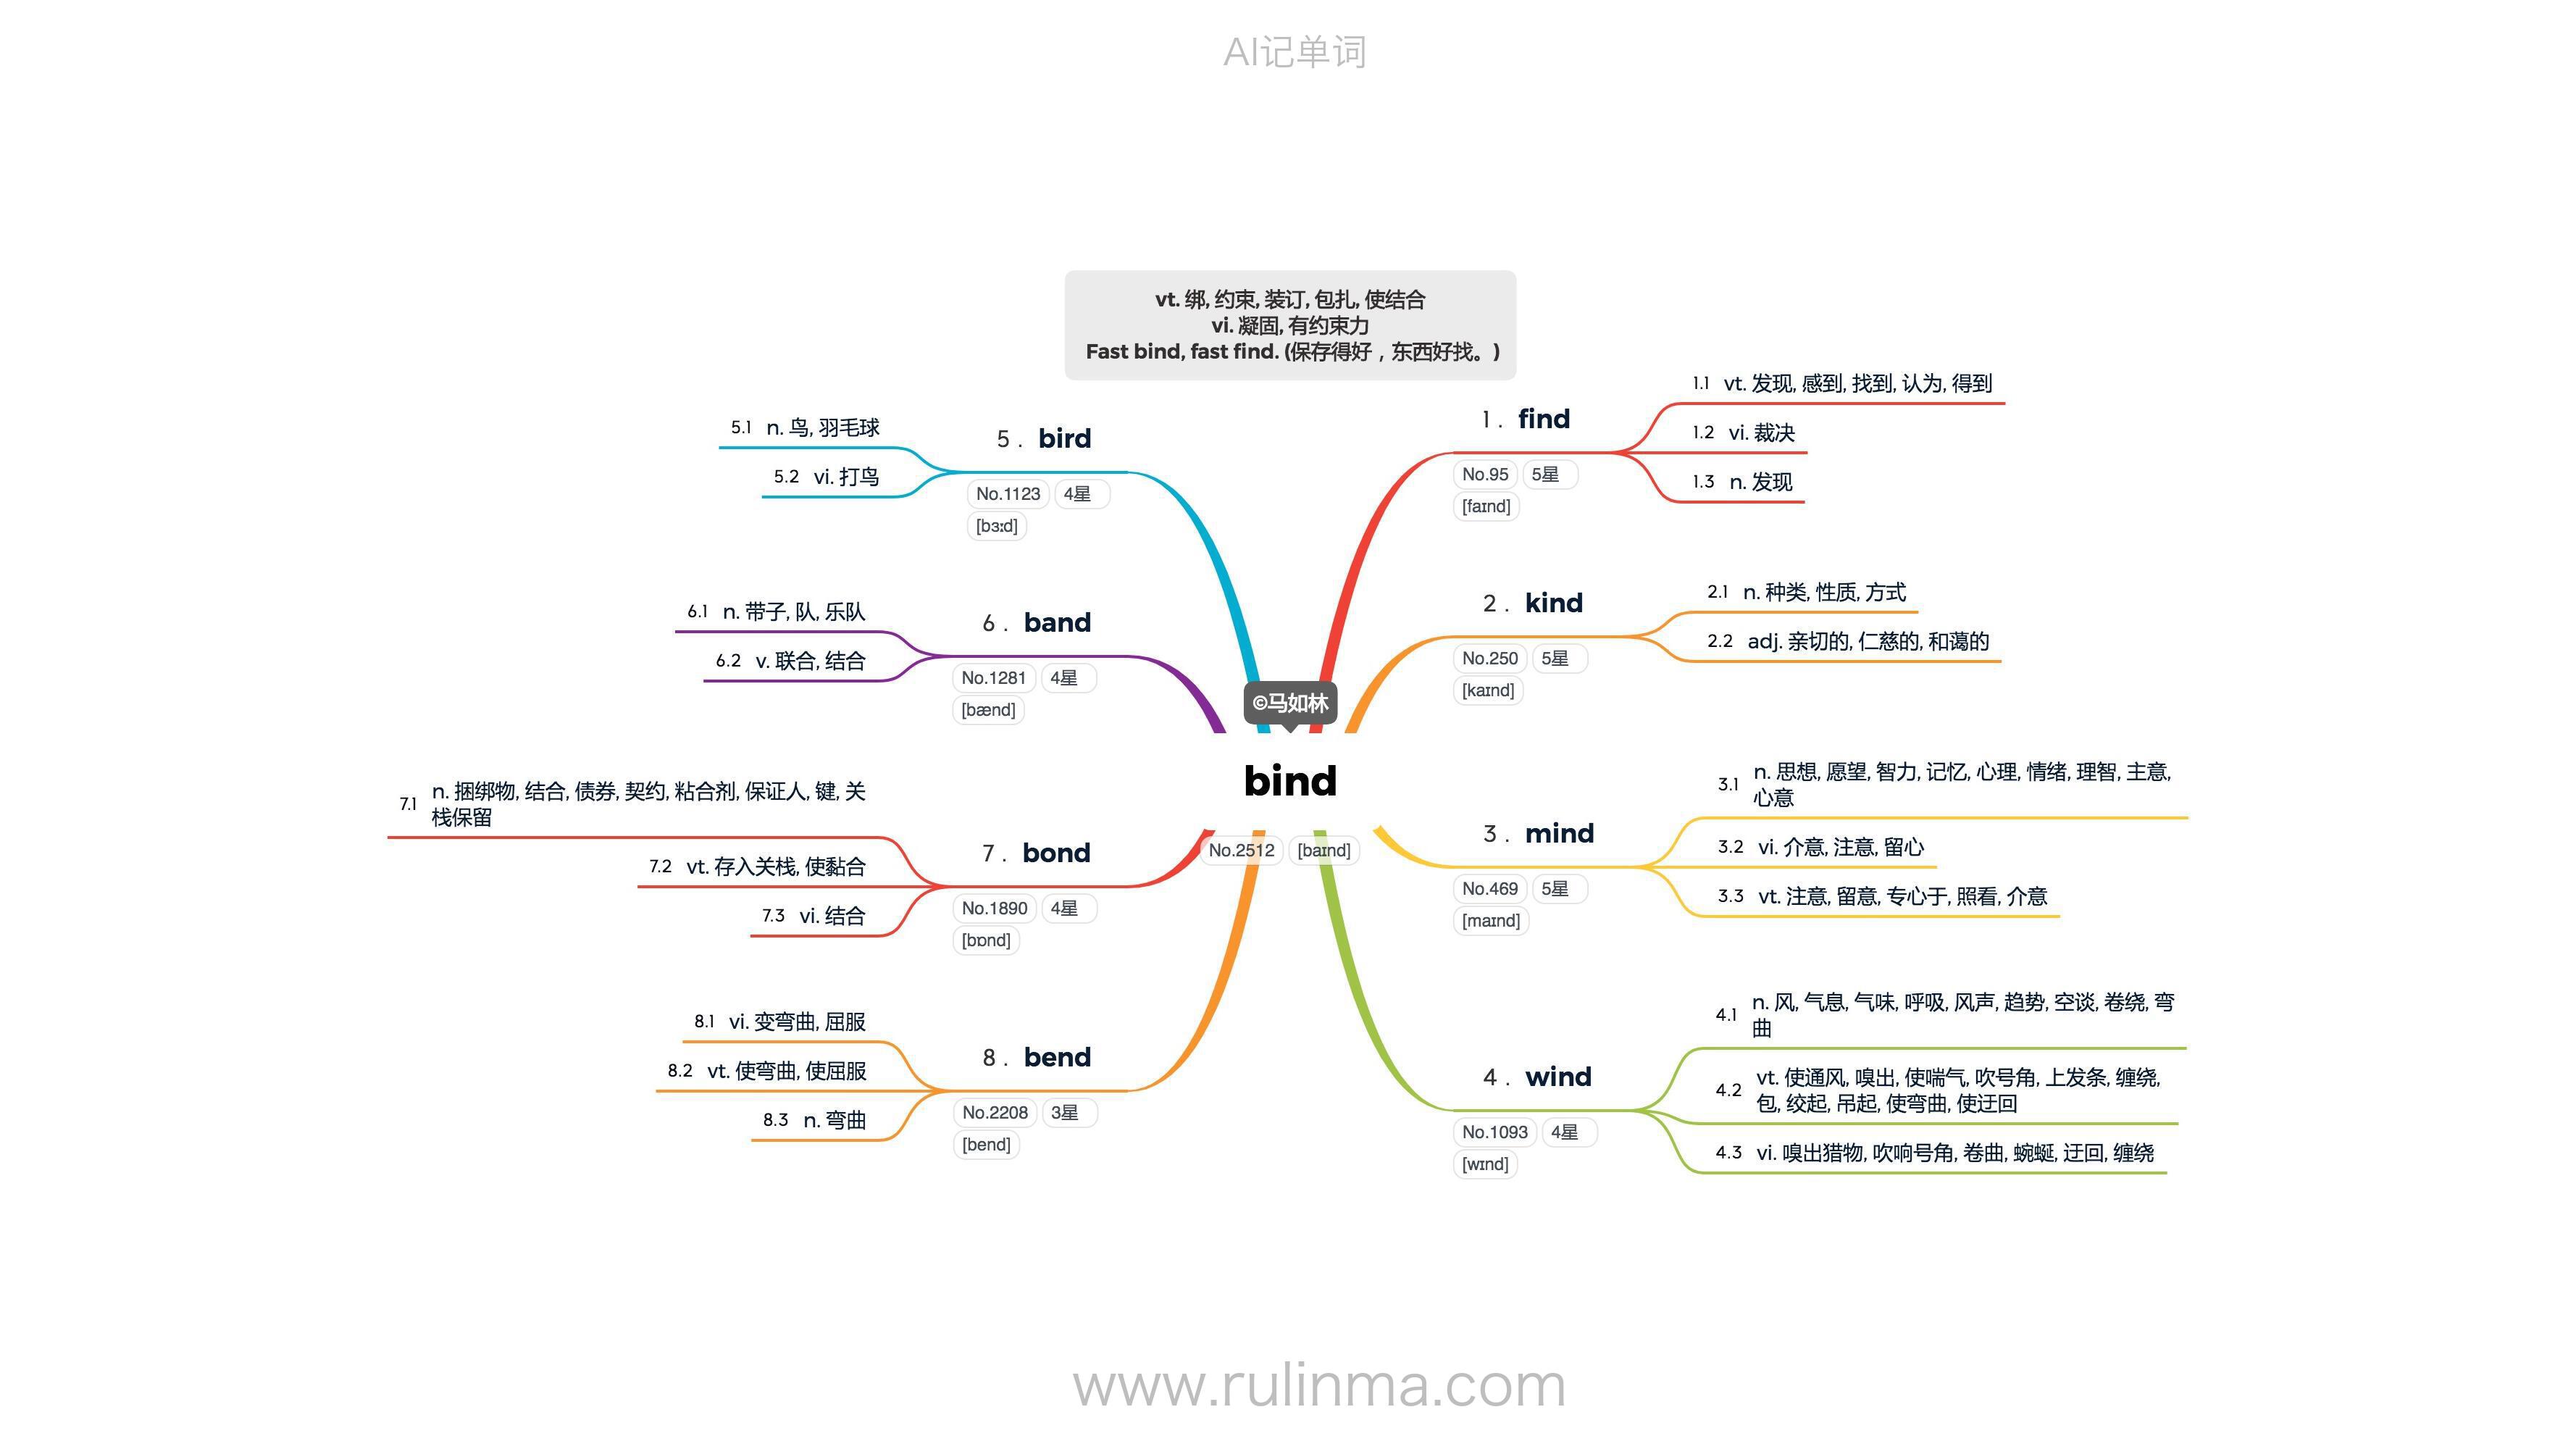 AI记单词
vt. 绑, 约束, 装订, 包扎, 使结合
vi. 凝固, 有约束力
Fast bind, fast find. (保存得好，东西好找。)
©马如林
bind
No.2512 [baɪnd]
1. find
No.95 5星
[faɪnd]
1.1 vt. 发现, 感到, 找到, 认为, 得到
1.2 vi. 裁决
1.3 n. 发现
2. kind
No.250 5星
[kaɪnd]
2.1 n. 种类, 性质, 方式
2.2 adj. 亲切的, 仁慈的, 和蔼的
3. mind
No.469 5星
[maɪnd]
3.1 n. 思想, 愿望, 智力, 记忆, 心理, 情绪, 理智, 主意,
心意
3.2 vi. 介意, 注意, 留心
3.3 vt. 注意, 留意, 专心于, 照看, 介意
4. wind
No.1093 4星
[wɪnd]
4.1 n. 风, 气息, 气味, 呼吸, 风声, 趋势, 空谈, 卷绕, 弯
曲
4.2 vt. 使通风, 嗅出, 使喘气, 吹号角, 上发条, 缠绕,
包, 绞起, 吊起, 使弯曲, 使迂回
4.3 vi. 嗅出猎物, 吹响号角, 卷曲, 蜿蜒, 迂回, 缠绕
5. bird
No.1123 4星
[bɜːd]
5.1 n. 鸟, 羽毛球
5.2 vi. 打鸟
6. band
No.1281 4星
[bænd]
6.1 n. 带子, 队, 乐队
6.2 v. 联合, 结合
7. bond
No.1890 4星
[bɒnd]
7.1 n. 捆绑物, 结合, 债券, 契约, 粘合剂, 保证人, 键, 关
栈保留
7.2 vt. 存入关栈, 使黏合
7.3 vi. 结合
8. bend
No.2208 3星
[bend]
8.1 vi. 变弯曲, 屈服
8.2 vt. 使弯曲, 使屈服
8.3 n. 弯曲
www.rulinma.com